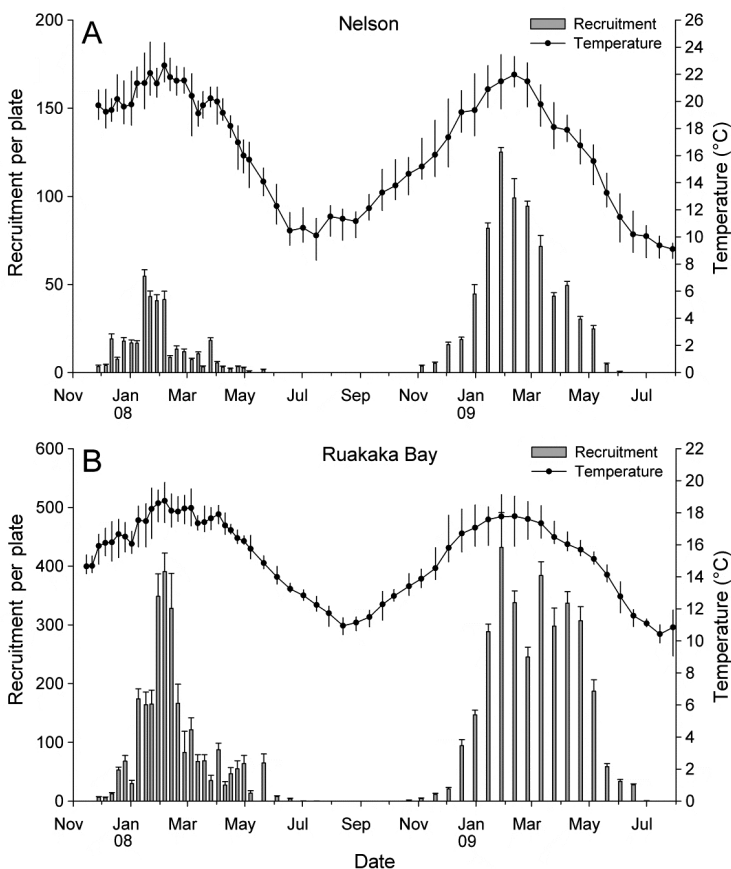 A
Nelson
Recruitment
Temperature
Recruitment per plate
200
150
100
50
0
26
24
22
20
18
16
14
12
10
8
6
4
2
0
Temperature (°C)
Nov Jan Mar May Jul Sep Nov Jan Mar May Jul
08 09
B
Ruakaka Bay
Recruitment
Temperature
Recruitment per plate
600
500
400
300
200
100
0
22
20
18
16
14
12
10
8
6
4
2
0
Temperature (°C)
Nov Jan Mar May Jul Sep Nov Jan Mar May Jul
08 09
Date